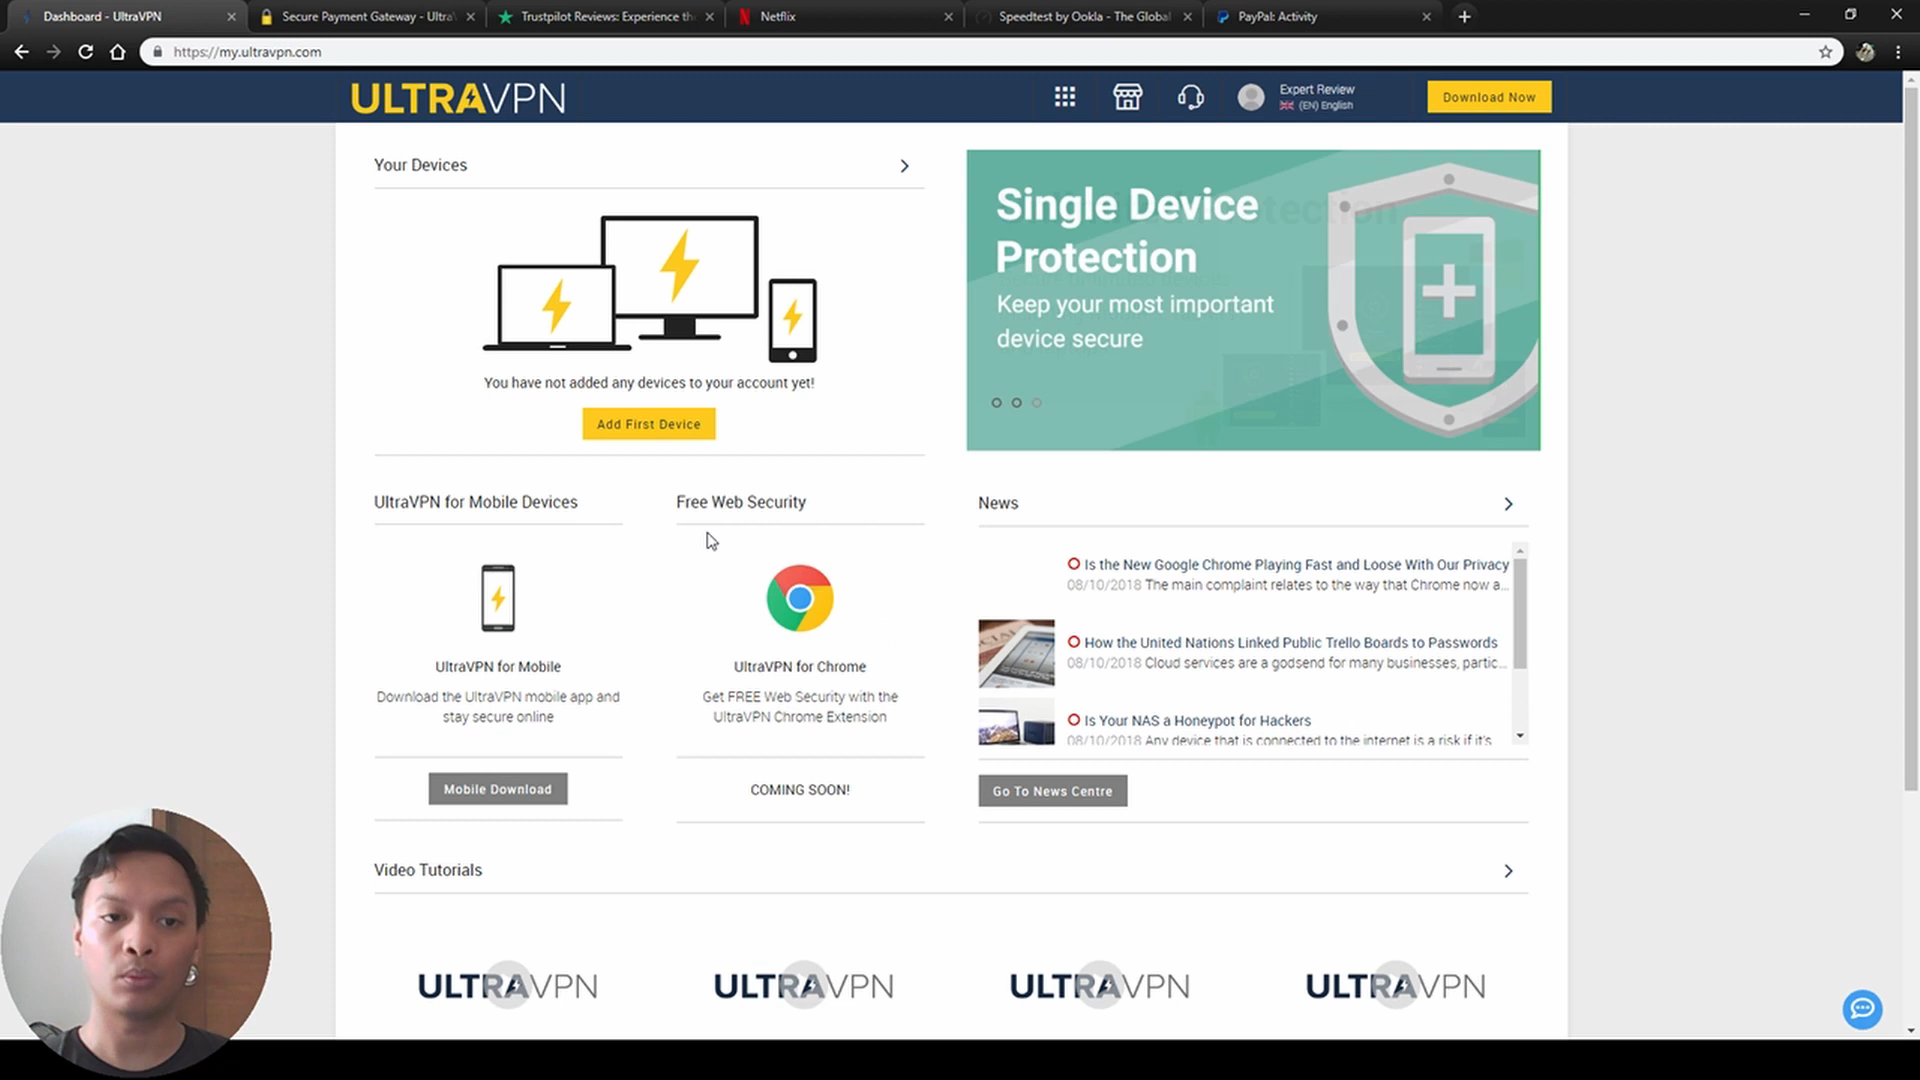 Dashboard - UltraVPN
Secure Payment Gateway - Ultra
Trustpilot Reviews: Experience th
Netflix
Speedtest by Ookla - The Global
PayPal: Activity
https://my.ultravpn.com
ULTRAVPN
Expert Review
(EN) English
Download Now
Your Devices
You have not added any devices to your account yet!
Add First Device
Single Device
Protection
Keep your most important
device secure
UltraVPN for Mobile Devices
UltraVPN for Mobile
Download the UltraVPN mobile app and
stay secure online
Mobile Download
Free Web Security
UltraVPN for Chrome
Get FREE Web Security with the
UltraVPN Chrome Extension
COMING SOON!
News
Is the New Google Chrome Playing Fast and Loose With Our Privacy
08/10/2018 The main complaint relates to the way that Chrome now a...
How the United Nations Linked Public Trello Boards to Passwords
08/10/2018 Cloud services are a godsend for many businesses, partic...
Is Your NAS a Honeypot for Hackers
08/10/2018 Any device that is connected to the internet is a risk if it's
Go To News Centre
Video Tutorials
ULTRAVPN
ULTRAVPN
ULTRAVPN
ULTRAVPN